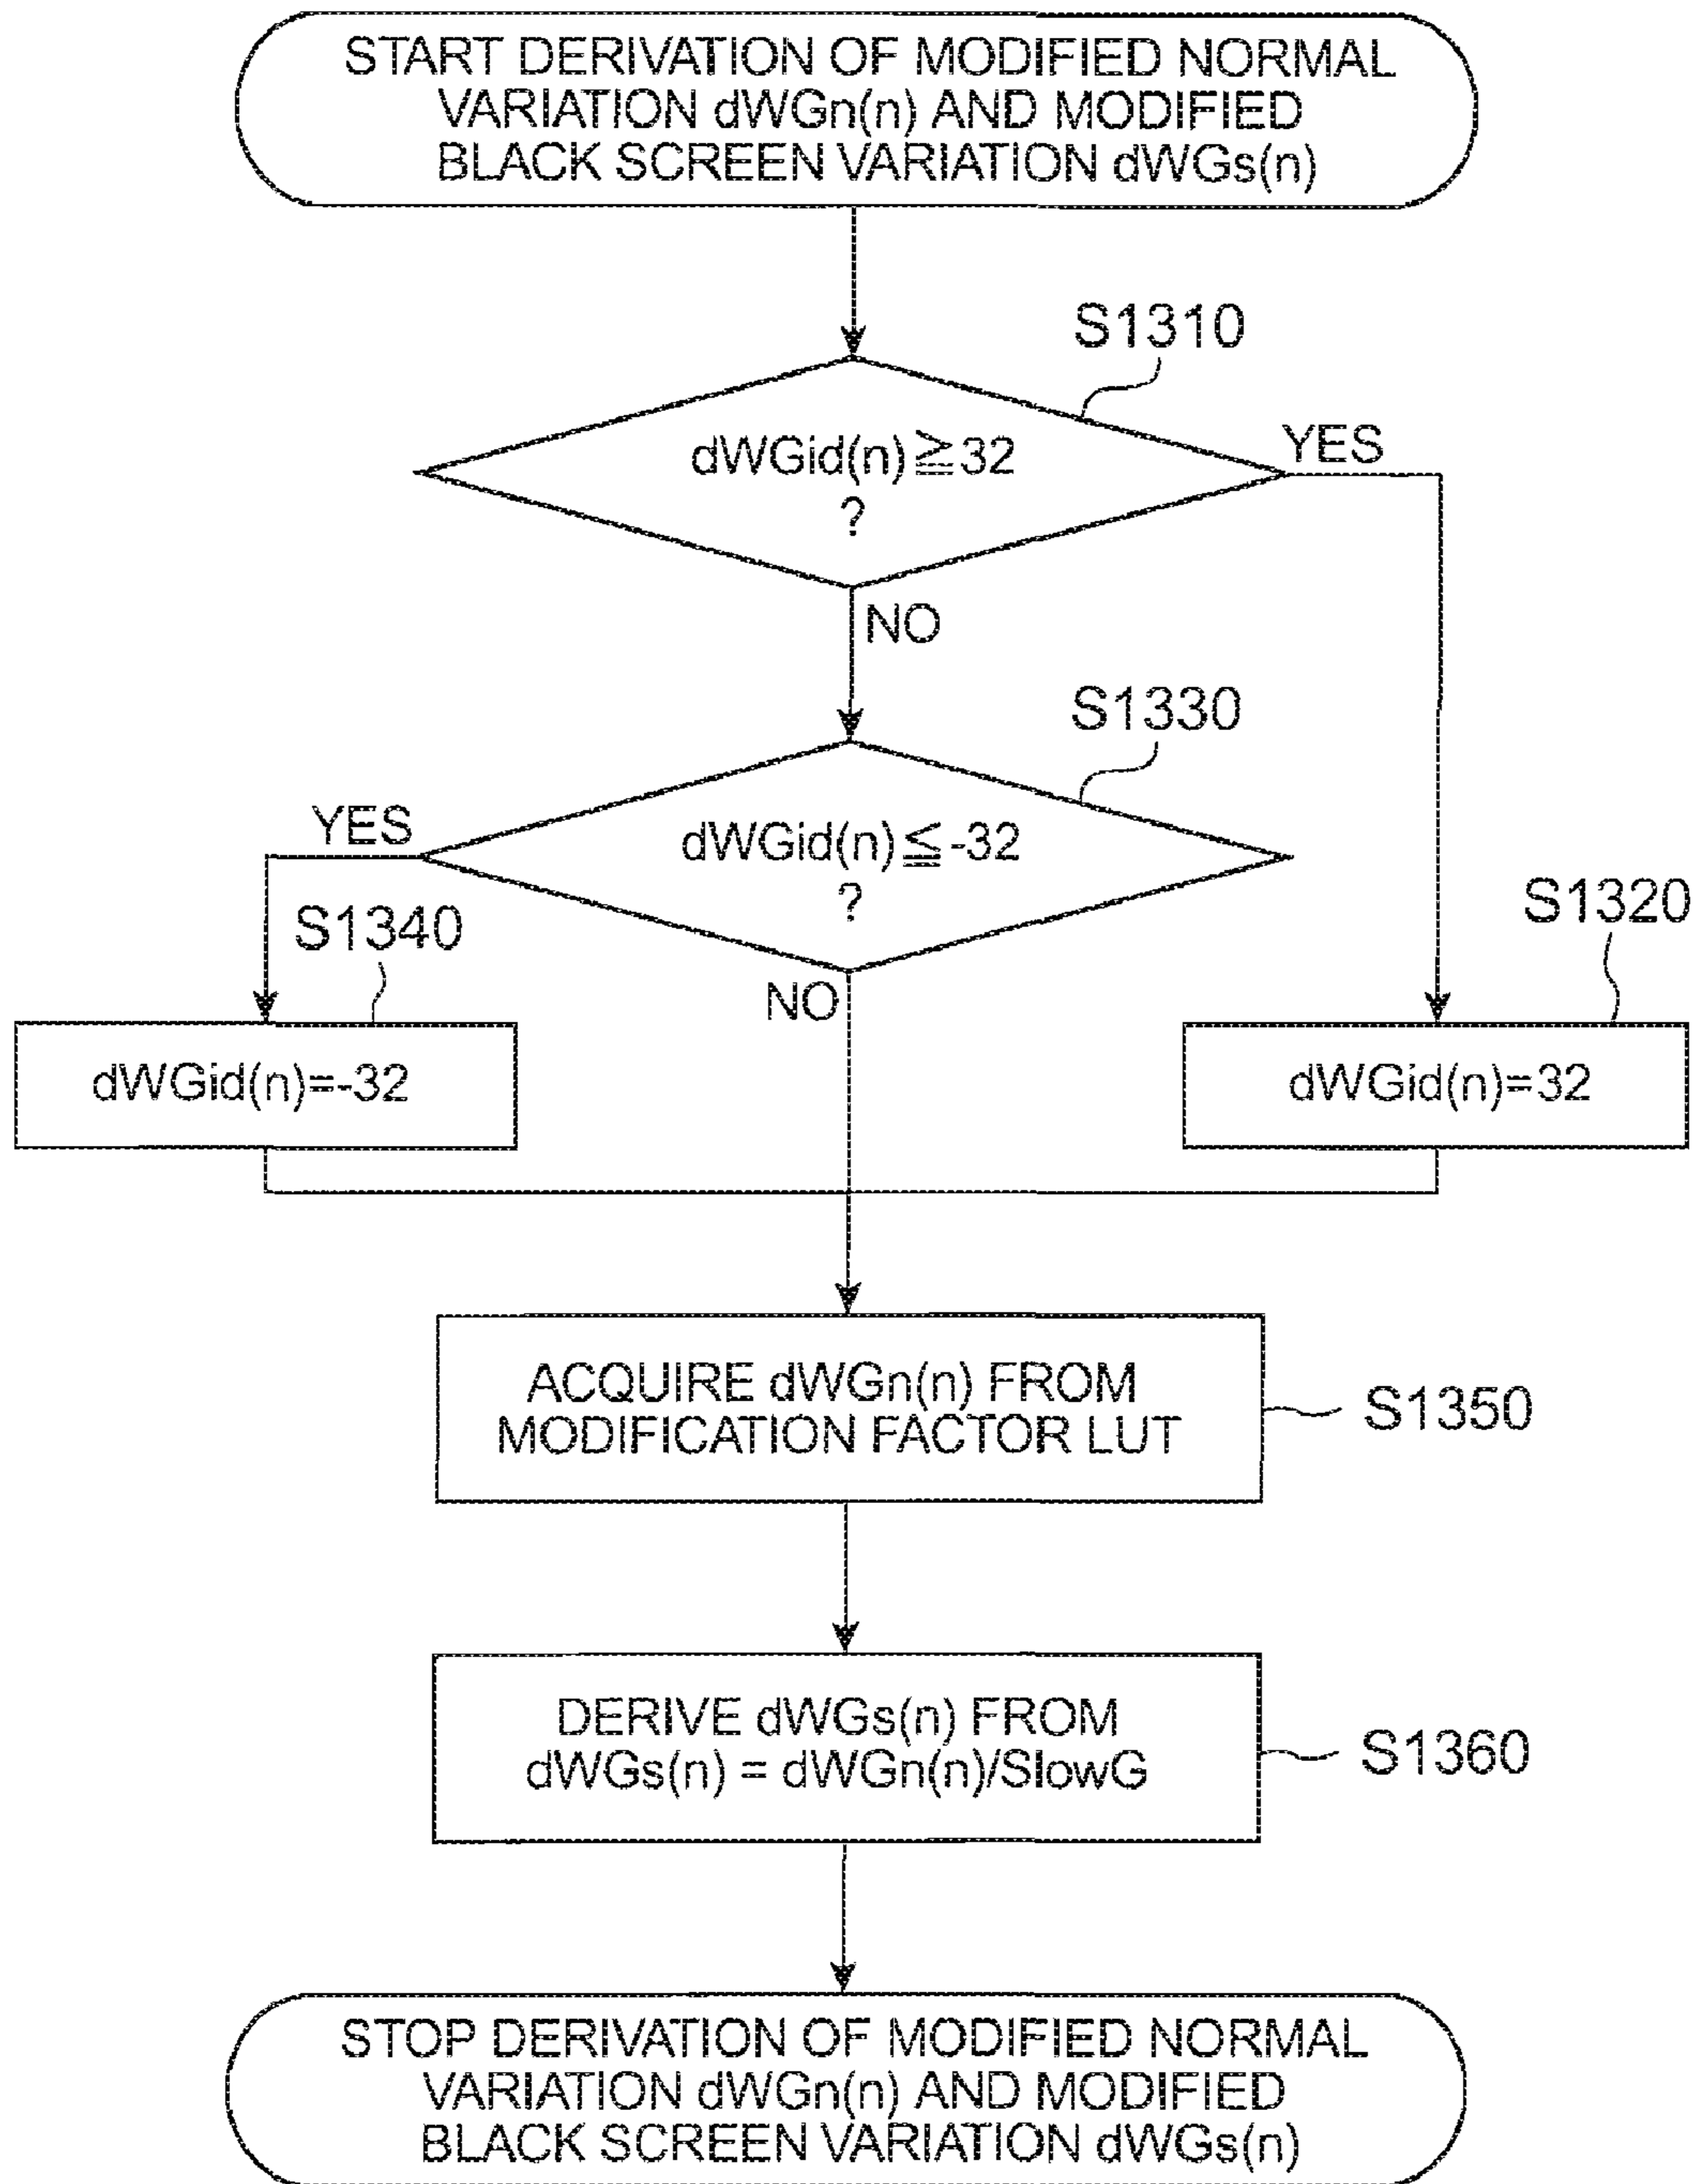 START DERIVATION OF MODIFIED NORMAL
VARIATION dWGn(n) AND MODIFIED
BLACK SCREEN VARIATION dWGs(n)
S1310
dWGid(n)≧32
?
YES
NO
S1330
dWGid(n)≦-32
?
YES
NO
S1340
dWGid(n)=-32
S1320
dWGid(n)=32
ACQUIRE dWGn(n) FROM
MODIFICATION FACTOR LUT
S1350
DERIVE dWGs(n) FROM
dWGs(n) = dWGn(n)/SlowG
S1360
STOP DERIVATION OF MODIFIED NORMAL
VARIATION dWGn(n) AND MODIFIED
BLACK SCREEN VARIATION dWGs(n)